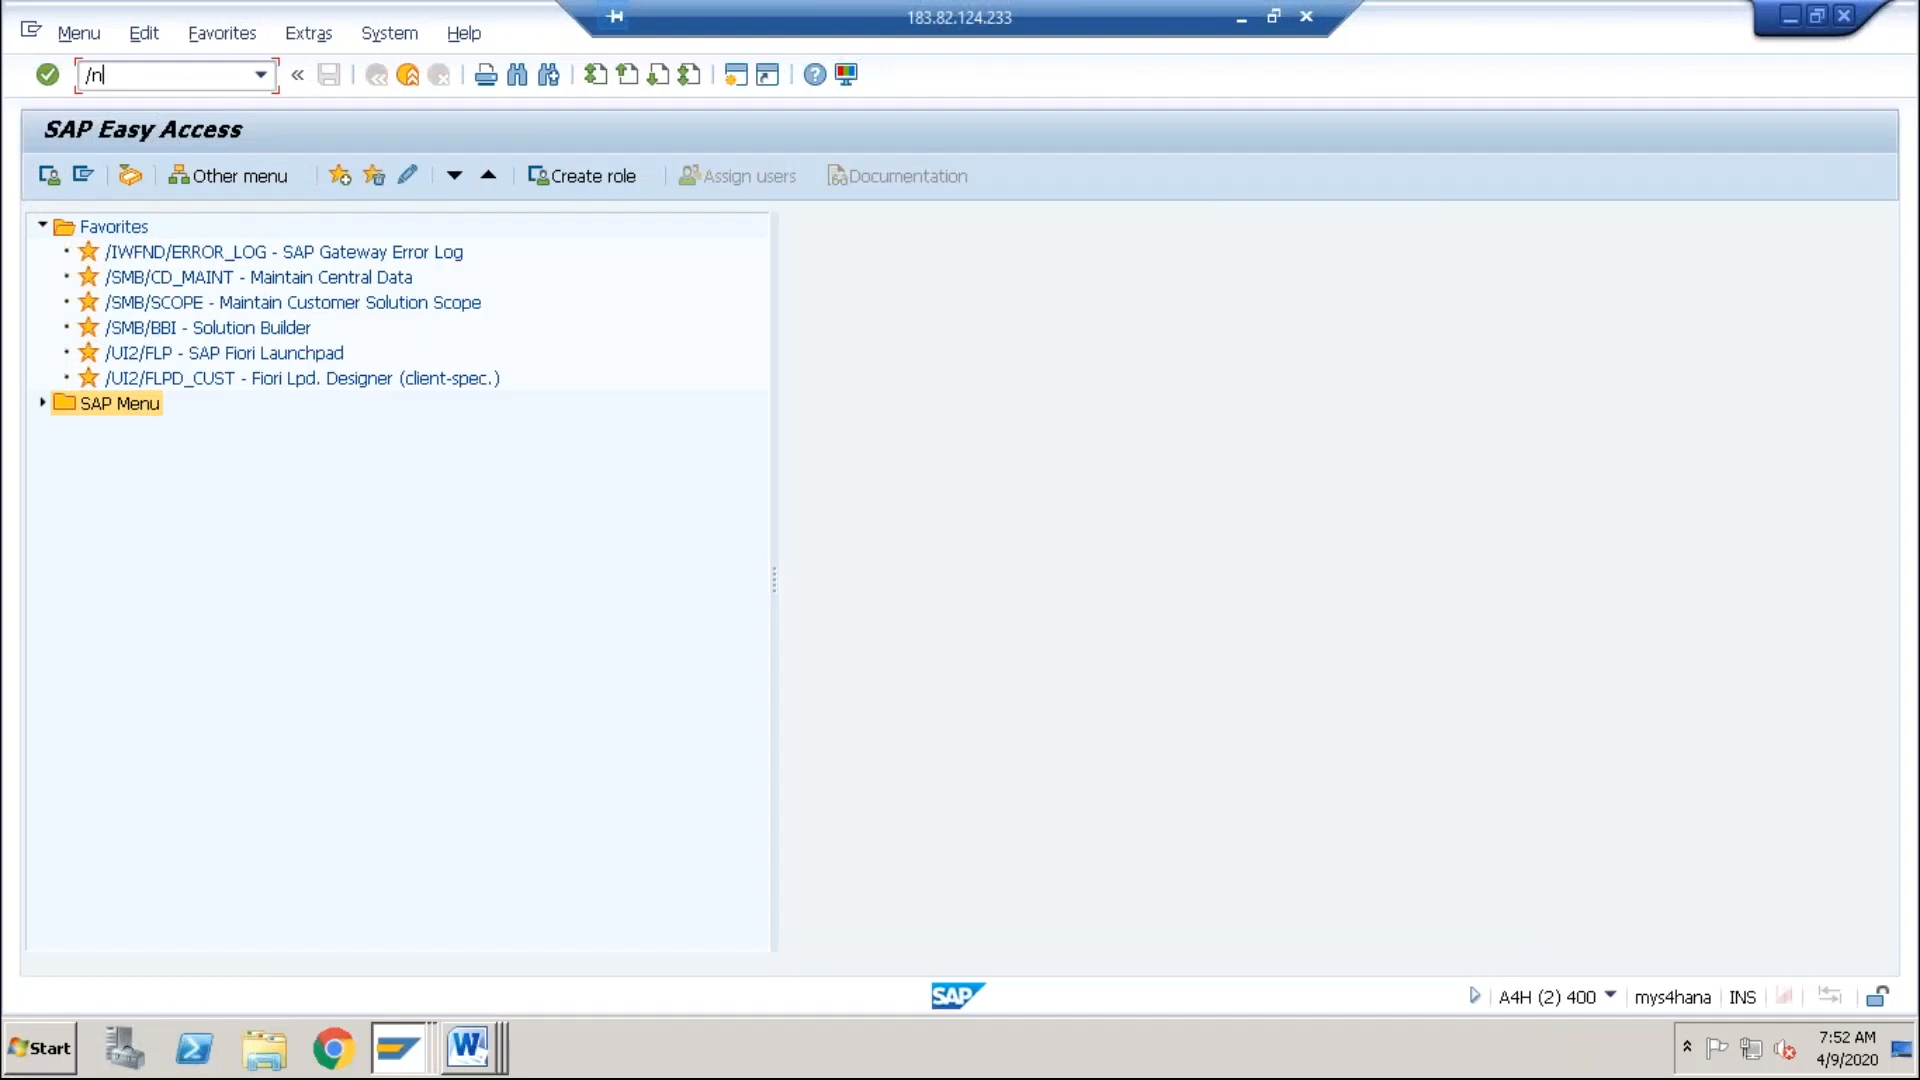 183.82.124.233
Menu Edit Favorites Extras System Help
/n
SAP Easy Access
Other menu Create role Assign users Documentation
Favorites
/IWFND/ERROR_LOG - SAP Gateway Error Log
/SMB/CD_MAINT - Maintain Central Data
/SMB/SCOPE - Maintain Customer Solution Scope
/SMB/BBI - Solution Builder
/UI2/FLP - SAP Fiori Launchpad
/UI2/FLPD_CUST - Fiori Lpd. Designer (client-spec.)
SAP Menu
SAP
A4H (2) 400 mys4hana INS
Start
7:52 AM
4/9/2020